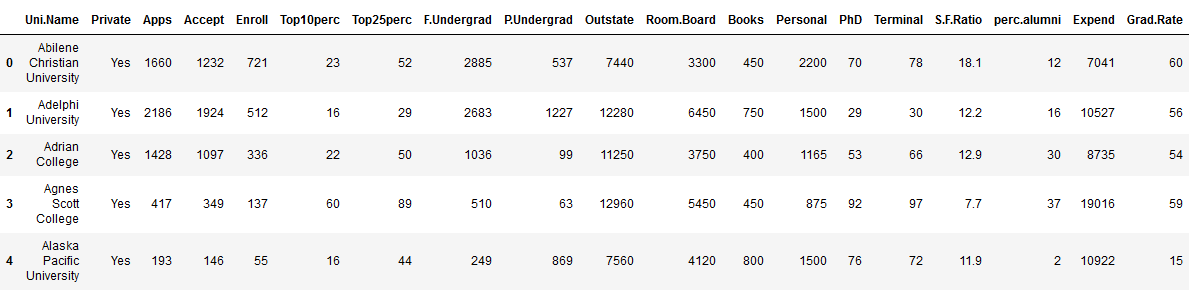 Uni.Name Private Apps Accept Enroll Top10perc Top25perc F.Undergrad P.Undergrad Outstate Room.Board Books Personal PhD Terminal S.F.Ratio perc.alumni Expend Grad.Rate
0 Abilene Christian University Yes 1660 1232 721 23 52 2885 537 7440 3300 450 2200 70 78 18.1 12 7041 60
1 Adelphi University Yes 2186 1924 512 16 29 2683 1227 12280 6450 750 1500 29 30 12.2 16 10527 56
2 Adrian College Yes 1428 1097 336 22 50 1036 99 11250 3750 400 1165 53 66 12.9 30 8735 54
3 Agnes Scott College Yes 417 349 137 60 89 510 63 12960 5450 450 875 92 97 7.7 37 19016 59
4 Alaska Pacific University Yes 193 146 55 16 44 249 869 7560 4120 800 1500 76 72 11.9 2 10922 15